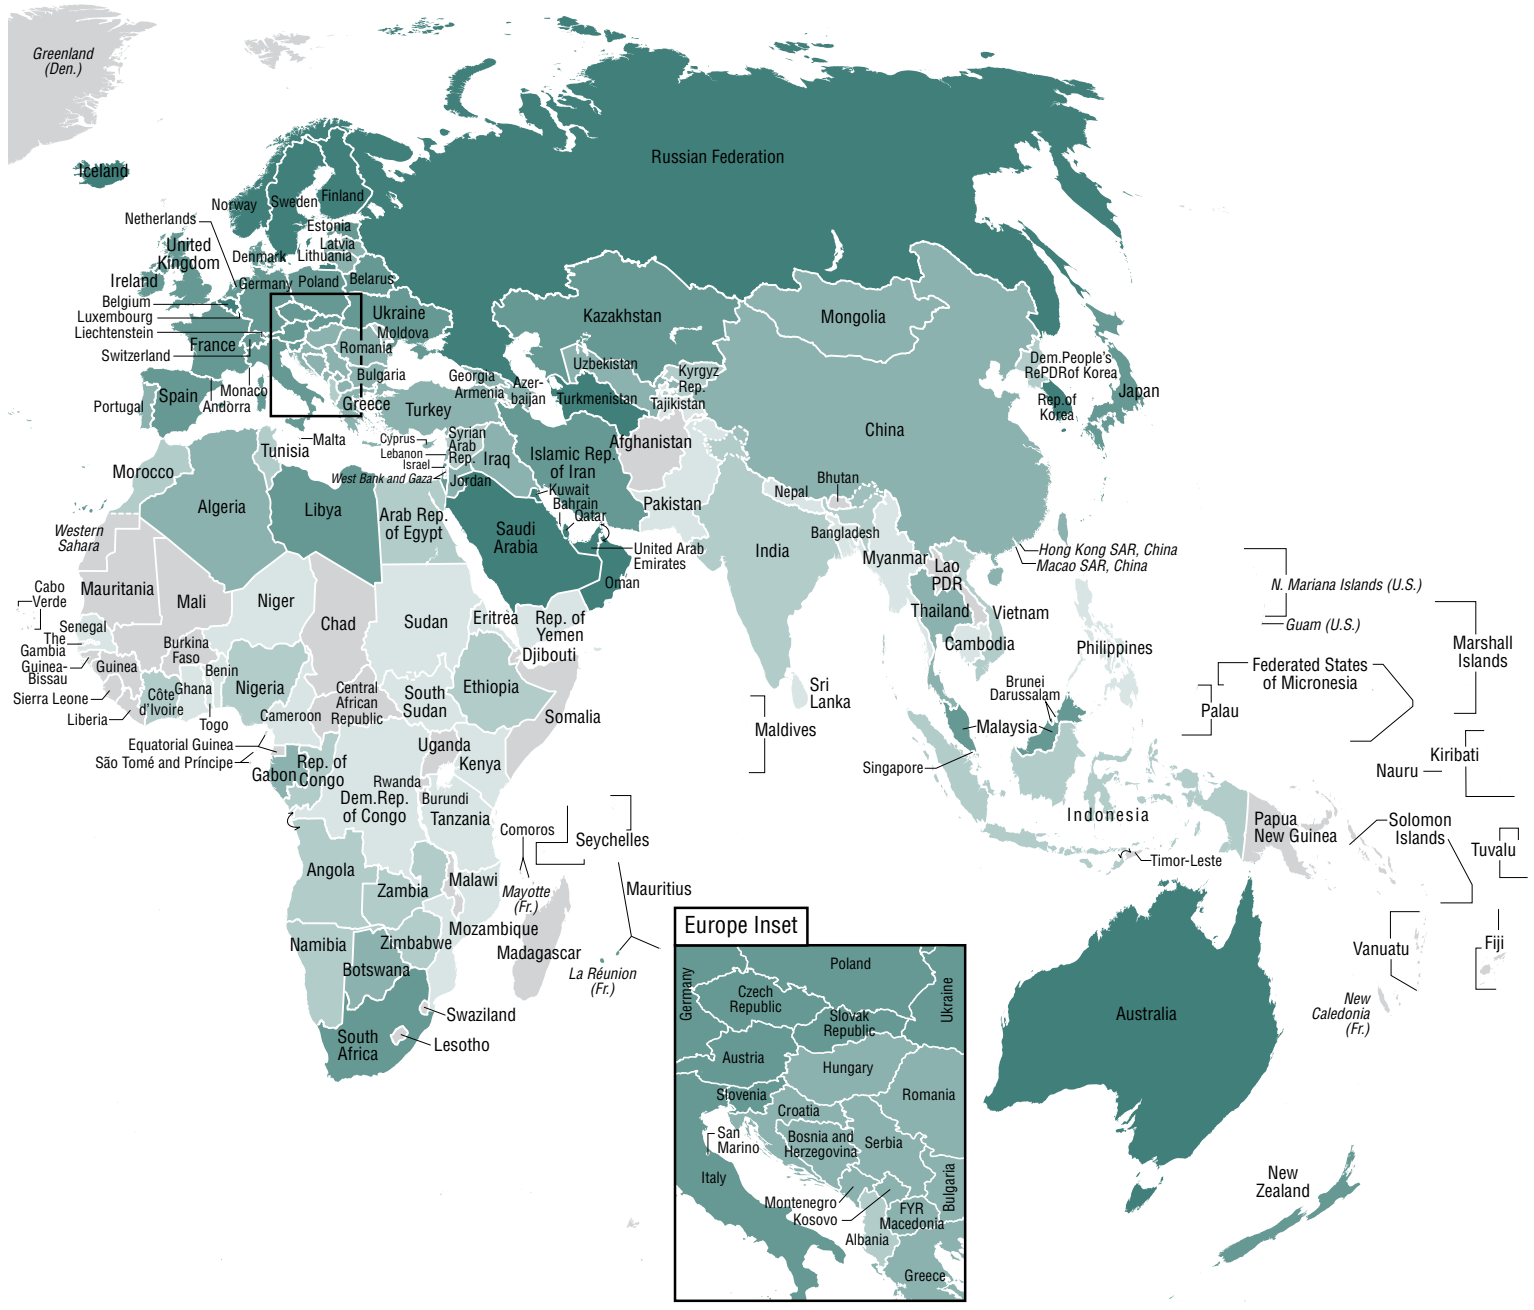 Greenland
(Den.)
Iceland
Norway
Sweden
Finland
Russian Federation
Netherlands
Estonia
United
Kingdom
Latvia
Denmark
Lithuania
Ireland
Germany
Poland
Belarus
Belgium
Luxembourg
Liechtenstein
Switzerland
France
Ukraine
Moldova
Romania
Kazakhstan
Mongolia
Portugal
Spain
Andorra
Monaco
Bulgaria
Greece
Georgia
Armenia
Azer-
baijan
Uzbekistan
Turkmenistan
Kyrgyz
Rep.
Tajikistan
Dem.People's
RePDRof Korea
Rep.of
Korea
Japan
Turkey
China
Malta
Tunisia
Morocco
Cyprus
Lebanon
Israel
West Bank and Gaza
Syrian
Arab
Rep.
Iraq
Jordan
Islamic Rep.
of Iran
Afghanistan
Kuwait
Bahrain
Qatar
Pakistan
Nepal
Bhutan
Bangladesh
India
Myanmar
Lao
PDR
Hong Kong SAR, China
Macao SAR, China
Algeria
Libya
Arab Rep.
of Egypt
Saudi
Arabia
United Arab
Emirates
Oman
Western
Sahara
Mauritania
Mali
Niger
Chad
Sudan
Eritrea
Rep. of
Yemen
Djibouti
Thailand
Vietnam
Cambodia
Philippines
N. Mariana Islands (U.S.)
Guam (U.S.)
Marshall
Islands
Federated States
of Micronesia
Palau
Cabo
Verde
Senegal
The
Gambia
Guinea-
Bissau
Guinea
Sierra Leone
Liberia
Burkina
Faso
Côte
d'Ivoire
Ghana
Benin
Togo
Nigeria
Cameroon
Central
African
Republic
South
Sudan
Ethiopia
Somalia
Sri
Lanka
Maldives
Brunei
Darussalam
Malaysia
Singapore
Kiribati
Nauru
Equatorial Guinea
São Tomé and Príncipe
Gabon
Rep. of
Congo
Dem.Rep.
of Congo
Uganda
Kenya
Rwanda
Burundi
Tanzania
Comoros
Seychelles
Indonesia
Papua
New Guinea
Solomon
Islands
Tuvalu
Timor-Leste
Angola
Zambia
Malawi
Mayotte
(Fr.)
Mauritius
Mozambique
Madagascar
La Réunion
(Fr.)
Namibia
Zimbabwe
Botswana
Swaziland
South
Africa
Lesotho
Vanuatu
Fiji
New
Caledonia
(Fr.)
Australia
New
Zealand
Europe Inset
Germany
Poland
Czech
Republic
Ukraine
Slovak
Republic
Austria
Hungary
Slovenia
Romania
Croatia
San
Marino
Bosnia and
Herzegovina
Serbia
Italy
Bulgaria
Montenegro
Kosovo
FYR
Macedonia
Albania
Greece